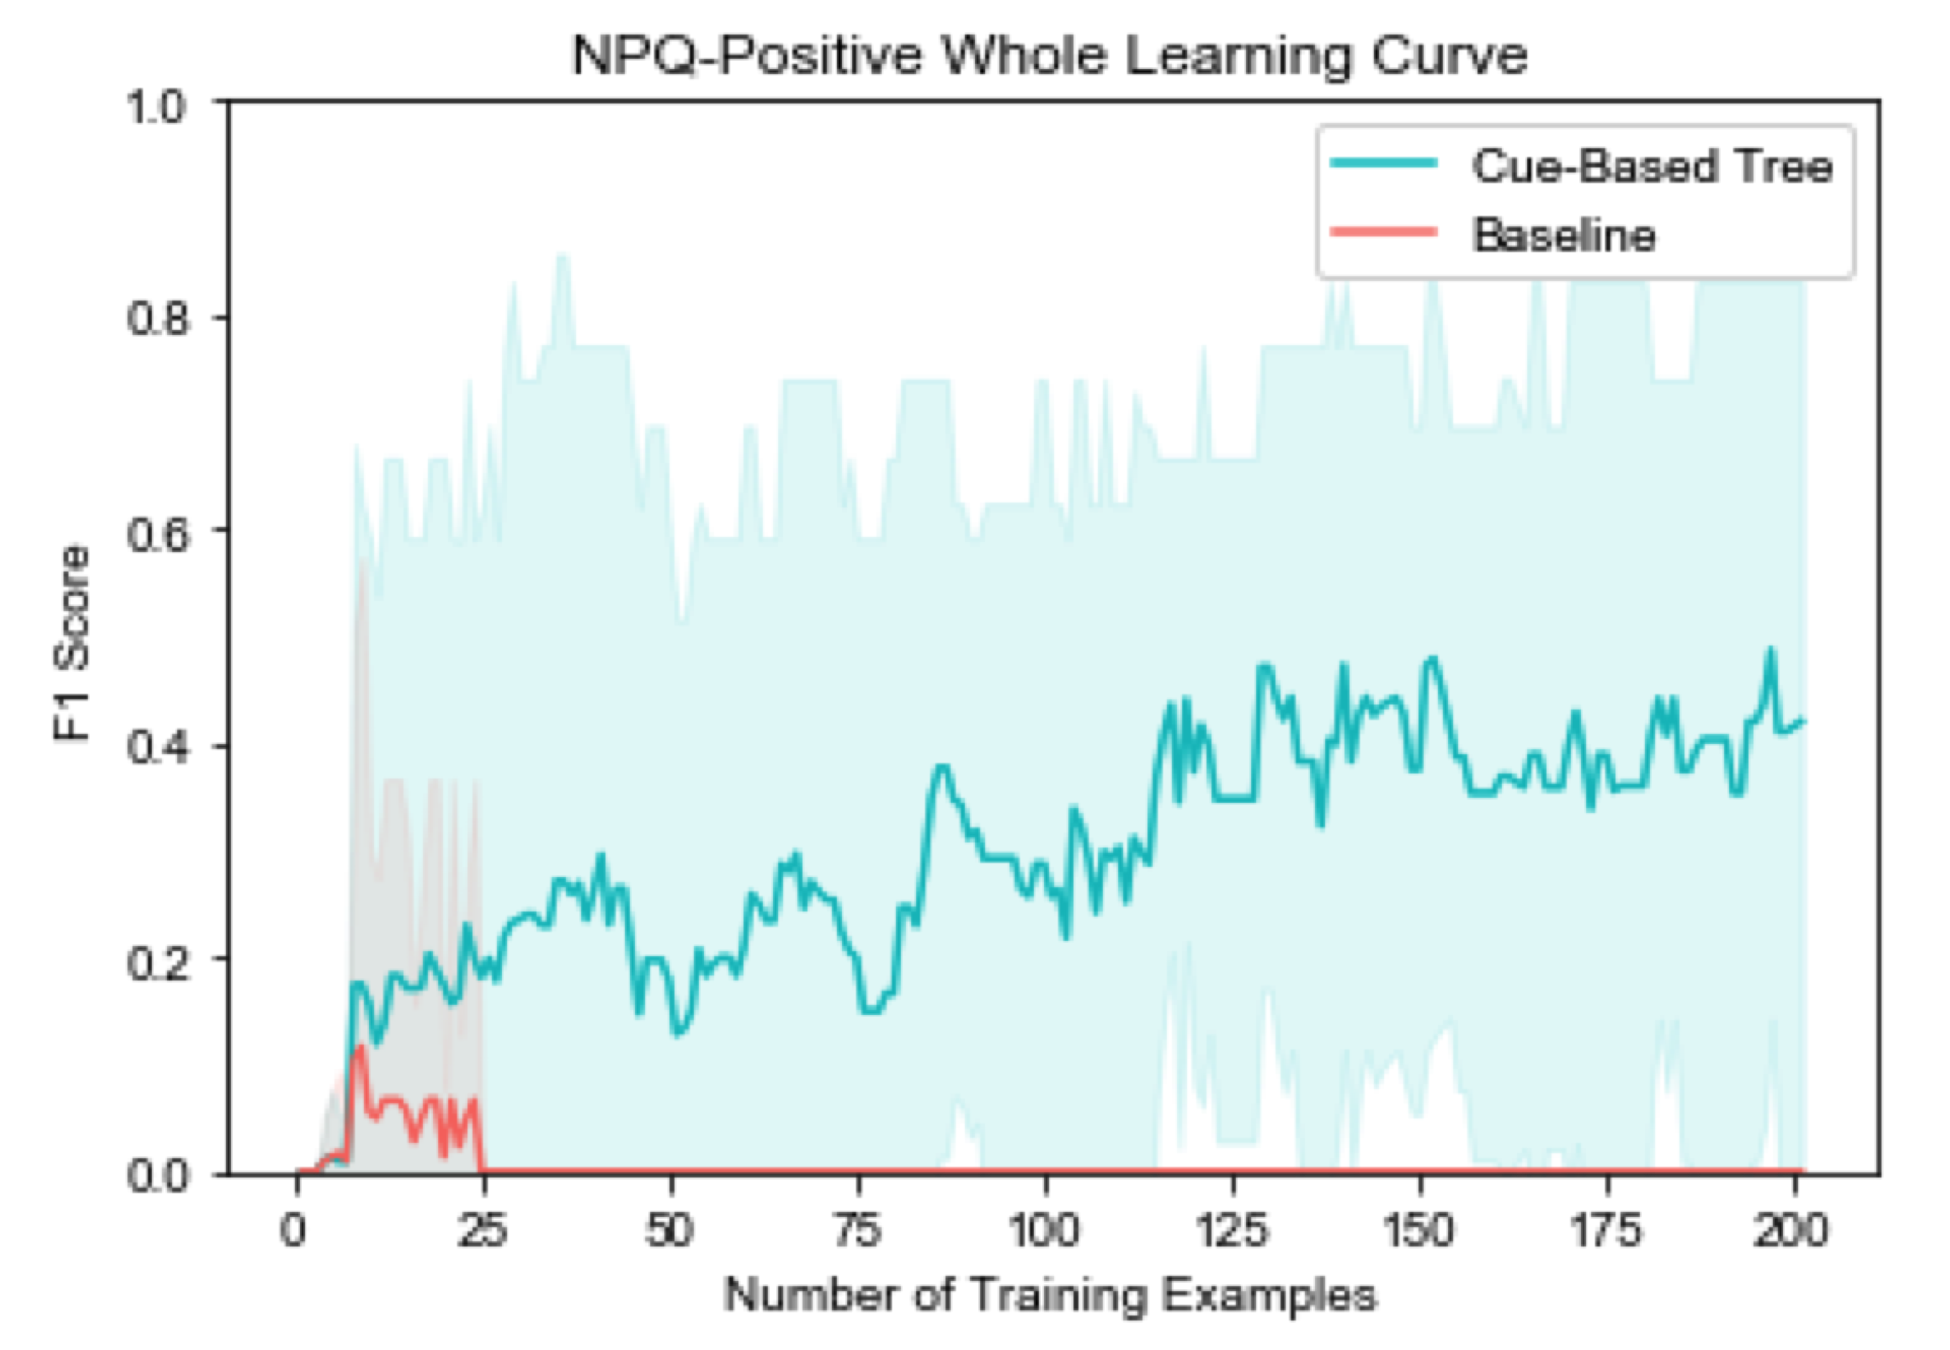 NPQ-Positive Whole Learning Curve
1.0
0.8
0.6
0.4
0.2
0.0
F1 Score
Cue-Based Tree
Baseline
0 25 50 75 100 125 150 175 200
Number of Training Examples